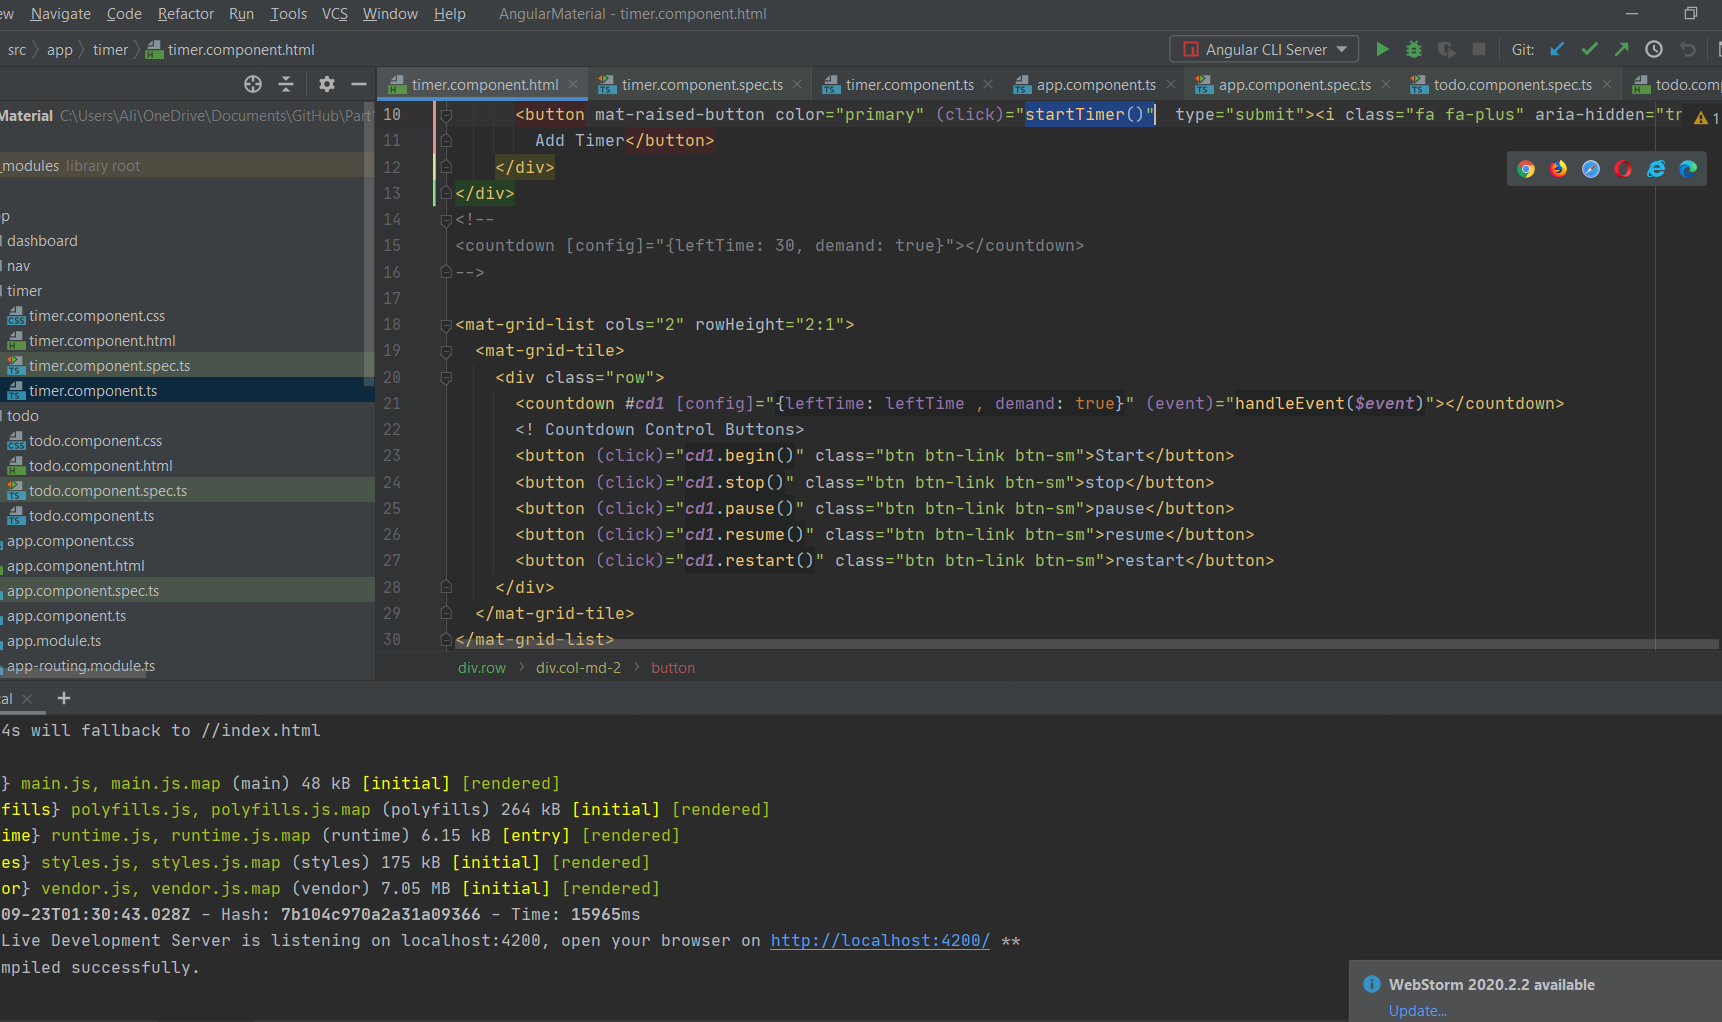 ew Navigate Code Refactor Run Tools VCS Window Help AngularMaterial - timer.component.html
src app timer timer.component.html Angular CLI Server Git:
timer.component.html timer.component.spec.ts timer.component.ts app.component.ts app.component.spec.ts todo.component.spec.ts todo.comp
Material C:\Users\Ali\OneDrive\Documents\GitHub\Part
_modules library root
p
dashboard
nav
timer
timer.component.css
timer.component.html
timer.component.spec.ts
timer.component.ts
todo
todo.component.css
todo.component.html
todo.component.spec.ts
todo.component.ts
app.component.css
app.component.html
app.component.spec.ts
app.component.ts
app.module.ts
app-routing.module.ts
10 <button mat-raised-button color="primary" (click)="startTimer()" type="submit"><i class="fa fa-plus" aria-hidden="tr 1
11 Add Timer</button>
12 </div>
13 </div>
14 <!--
15 <countdown [config]="{leftTime: 30, demand: true}"></countdown>
16 -->
17
18 <mat-grid-list cols="2" rowHeight="2:1">
19 <mat-grid-tile>
20 <div class="row">
21 <countdown #cd1 [config]="{leftTime: leftTime , demand: true}" (event)="handleEvent($event)"></countdown>
22 <! Countdown Control Buttons>
23 <button (click)="cd1.begin()" class="btn btn-link btn-sm">Start</button>
24 <button (click)="cd1.stop()" class="btn btn-link btn-sm">stop</button>
25 <button (click)="cd1.pause()" class="btn btn-link btn-sm">pause</button>
26 <button (click)="cd1.resume()" class="btn btn-link btn-sm">resume</button>
27 <button (click)="cd1.restart()" class="btn btn-link btn-sm">restart</button>
28 </div>
29 </mat-grid-tile>
30 </mat-grid-list>
div.row div.col-md-2 button
cal
4s will fallback to //index.html
} main.js, main.js.map (main) 48 kB [initial] [rendered]
fills} polyfills.js, polyfills.js.map (polyfills) 264 kB [initial] [rendered]
ime} runtime.js, runtime.js.map (runtime) 6.15 kB [entry] [rendered]
es} styles.js, styles.js.map (styles) 175 kB [initial] [rendered]
or} vendor.js, vendor.js.map (vendor) 7.05 MB [initial] [rendered]
09-23T01:30:43.028Z - Hash: 7b104c970a2a31a09366 - Time: 15965ms
Live Development Server is listening on localhost:4200, open your browser on http://localhost:4200/ **
mpiled successfully.
WebStorm 2020.2.2 available
Update...